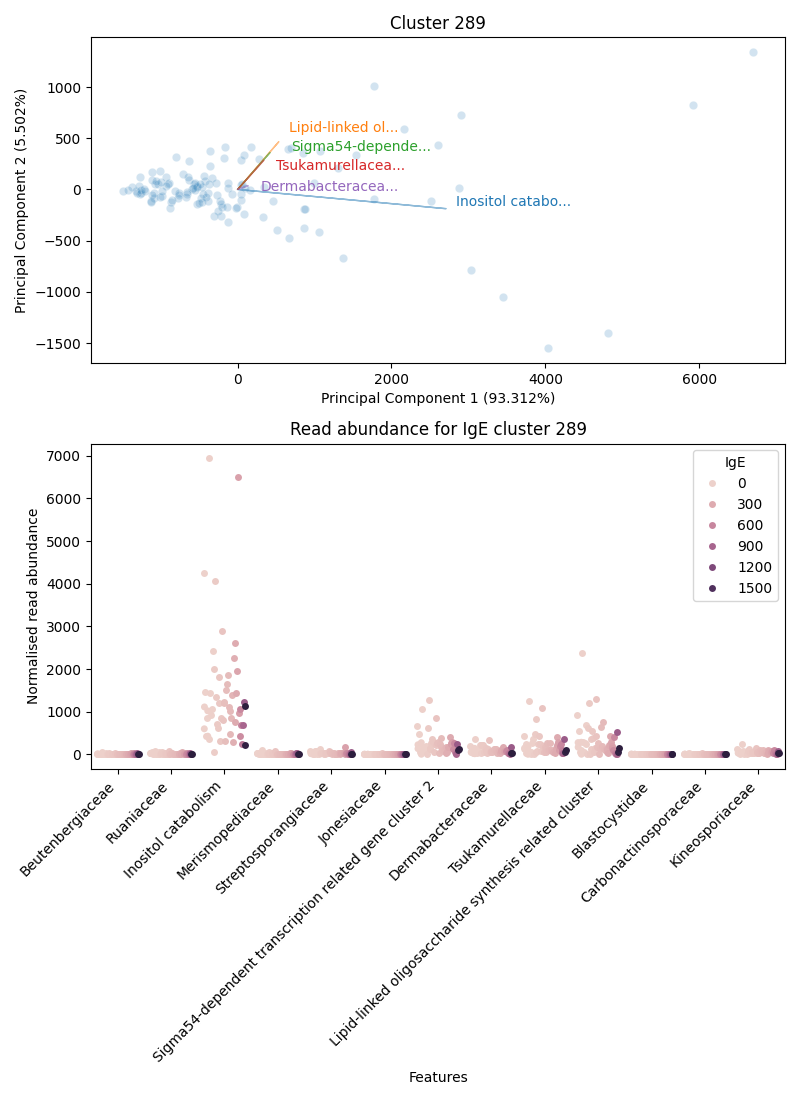 Cluster 289
Principal Component 2 (5.502%)
1000
500
0
−500
−1000
−1500
Lipid-linked ol...
Sigma54-depende...
Tsukamurellacea...
Dermabacteracea...
Inositol catabo...
0
2000
4000
6000
Principal Component 1 (93.312%)
Read abundance for IgE cluster 289
Normalised read abundance
7000
6000
5000
4000
3000
2000
1000
0
IgE
0
300
600
900
1200
1500
Beutenbergiaceae
Ruaniaceae
Inositol catabolism
Merismopediaceae
Streptosporangiaceae
Jonesiaceae
Sigma54-dependent transcription related gene cluster 2
Dermabacteraceae
Tsukamurellaceae
Lipid-linked oligosaccharide synthesis related cluster
Blastocystidae
Carbonactinosporaceae
Kineosporiaceae
Features